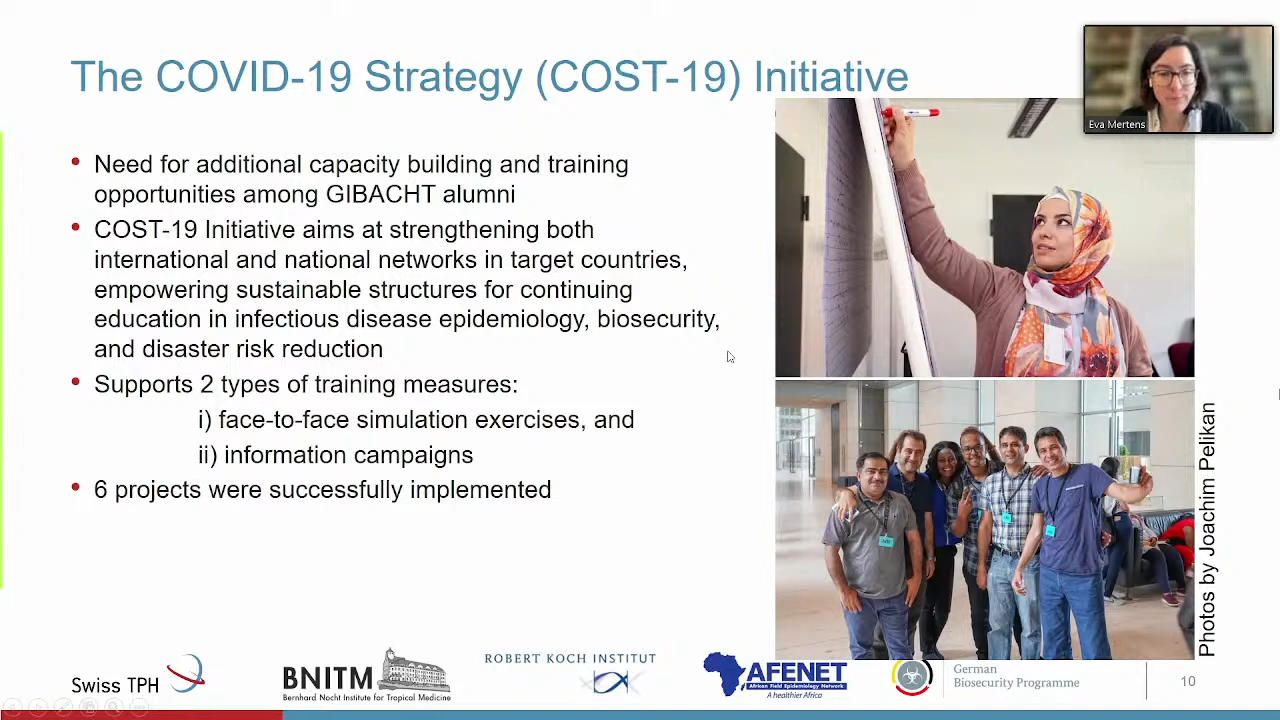 The COVID-19 Strategy (COST-19) Initiative
Eva Mertens
• Need for additional capacity building and training
opportunities among GIBACHT alumni
• COST-19 Initiative aims at strengthening both
international and national networks in target countries,
empowering sustainable structures for continuing
education in infectious disease epidemiology, biosecurity,
and disaster risk reduction
• Supports 2 types of training measures:
i) face-to-face simulation exercises, and
ii) information campaigns
• 6 projects were successfully implemented
Photos by Joachim Pelikan
Swiss TPH
BNITM
Bernhard Nocht Institute for Tropical Medicine
ROBERT KOCH INSTITUT
AFENET
African Field Epidemiology Network
A healthier Africa
German
Biosecurity Programme
10